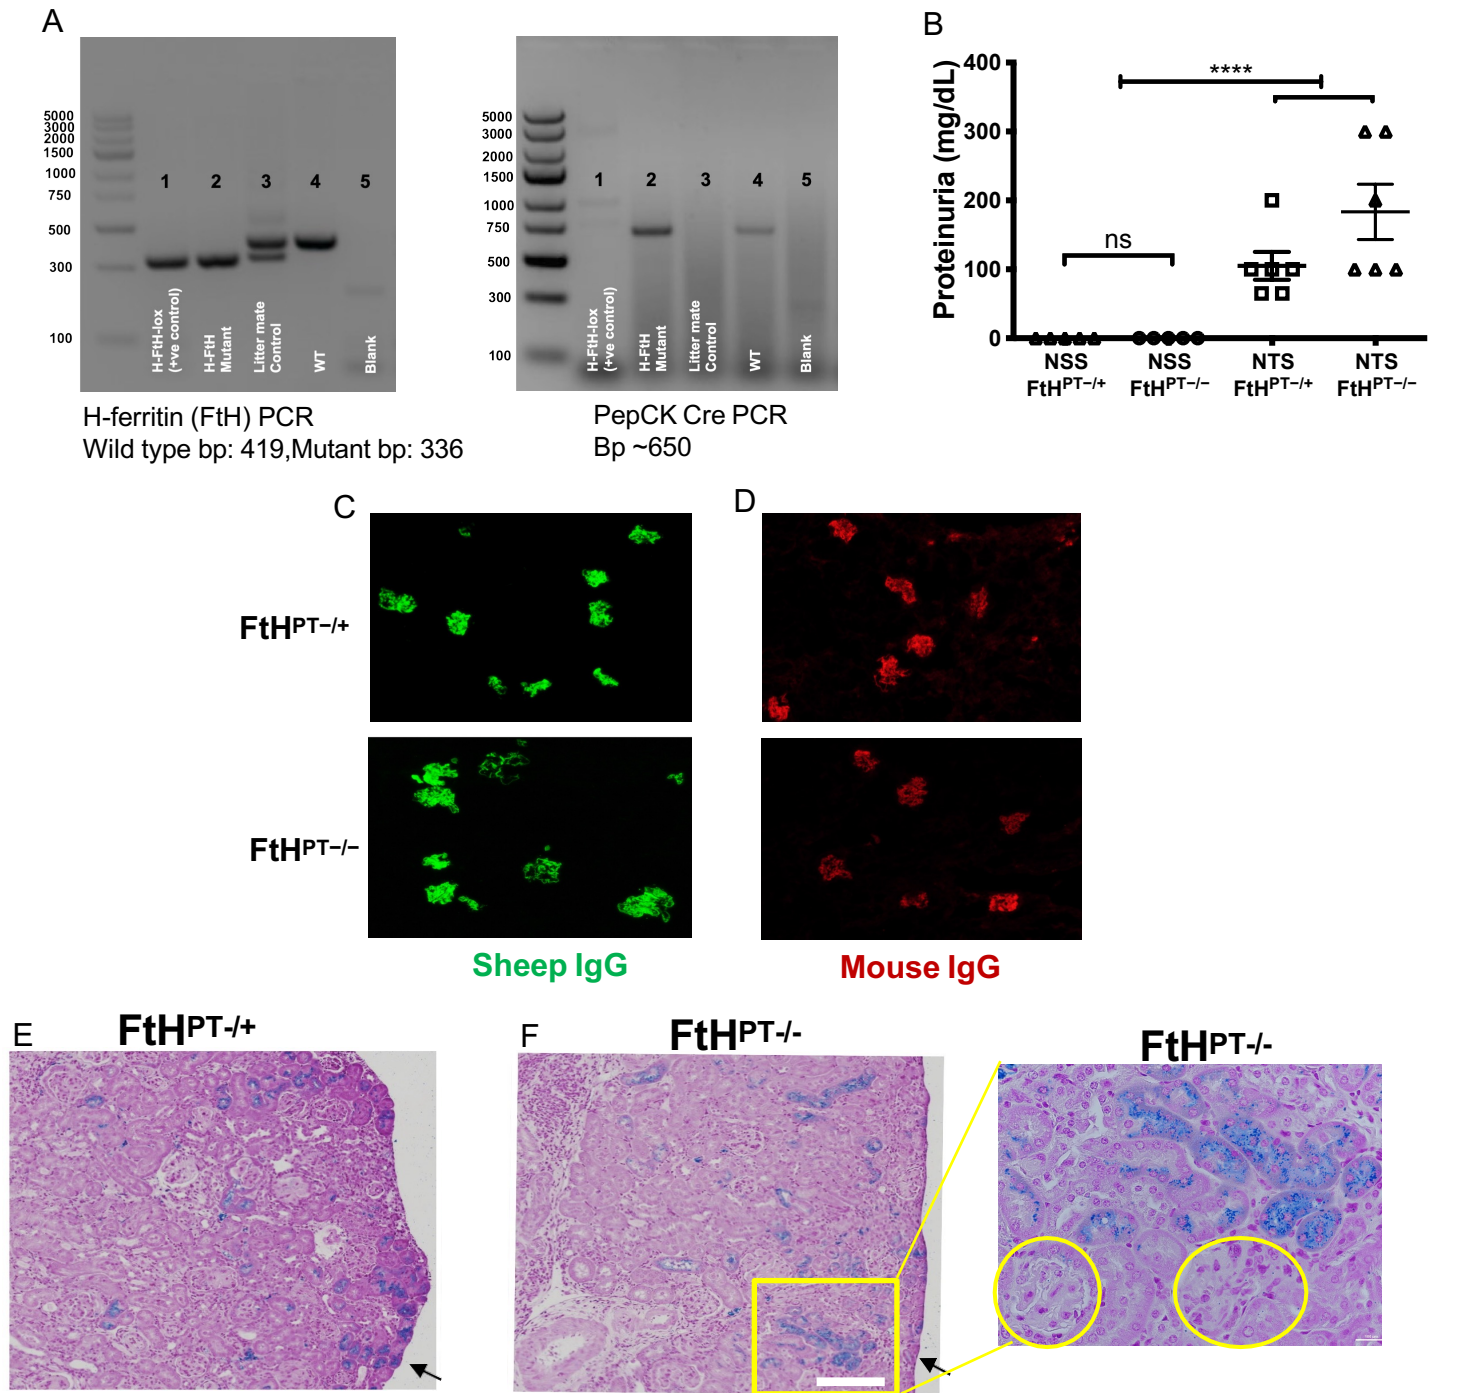 A
5000
3000
2000
1500
1000
750
500
300
100
1 2 3 4 5
H-FtH-lox
(+ve control)
H-FtH
Mutant
Litter mate
Control
WT
Blank
H-ferritin (FtH) PCR
Wild type bp: 419,Mutant bp: 336
5000
3000
2000
1500
1000
750
500
300
100
1 2 3 4 5
H-FtH-lox
(+ve control)
H-FtH
Mutant
Litter mate
Control
WT
Blank
PepCK Cre PCR
Bp ~650
B
Proteinuria (mg/dL)
400
300
200
100
0
****
ns
NSS
FtHPT−/+
NSS
FtHPT−/−
NTS
FtHPT−/+
NTS
FtHPT−/−
C
D
FtHPT−/+
FtHPT−/−
Sheep IgG
Mouse IgG
E
FtHPT-/+
F
FtHPT-/-
FtHPT-/-